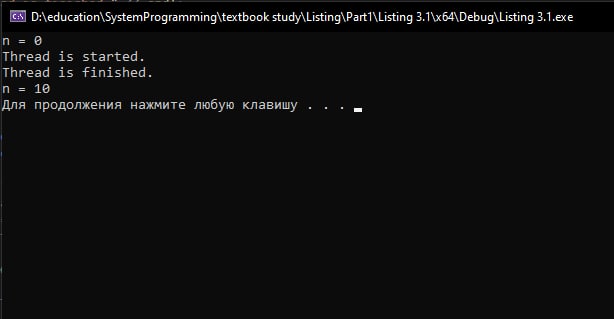 D:\education\SystemProgramming\textbook study\Listing\Part1\Listing 3.1\x64\Debug\Listing 3.1.exe
n = 0
Thread is started.
Thread is finished.
n = 10
Для продолжения нажмите любую клавишу . . .